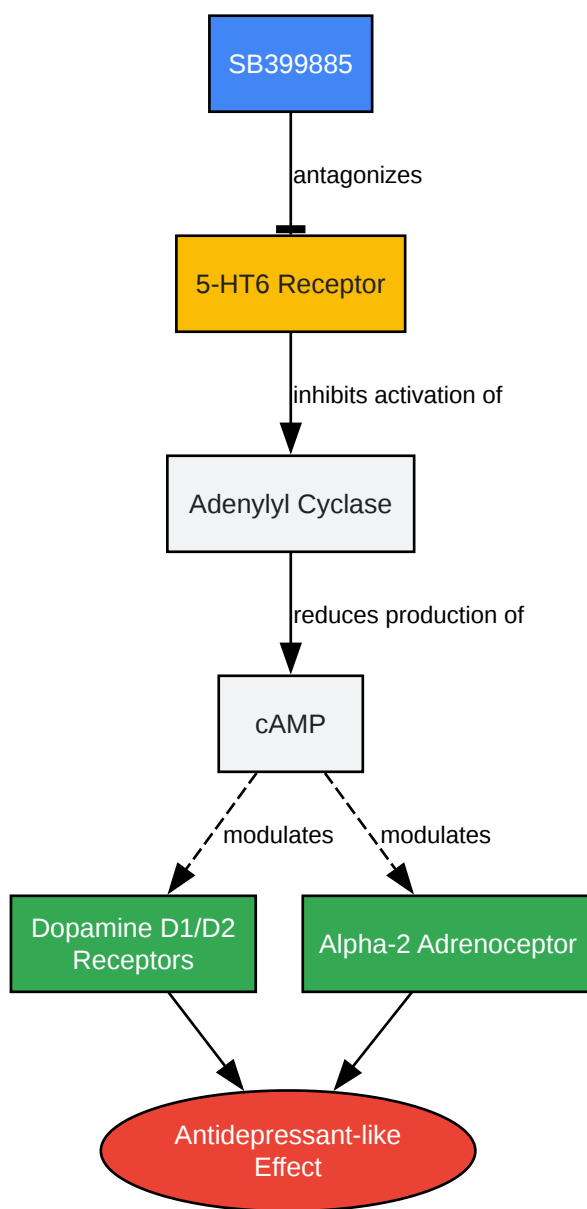 SB399885
antagonizes
5-HT6 Receptor
inhibits activation of
Adenylyl Cyclase
reduces production of
cAMP
modulates
modulates
Dopamine D1/D2
Receptors
Alpha-2 Adrenoceptor
Antidepressant-like
Effect